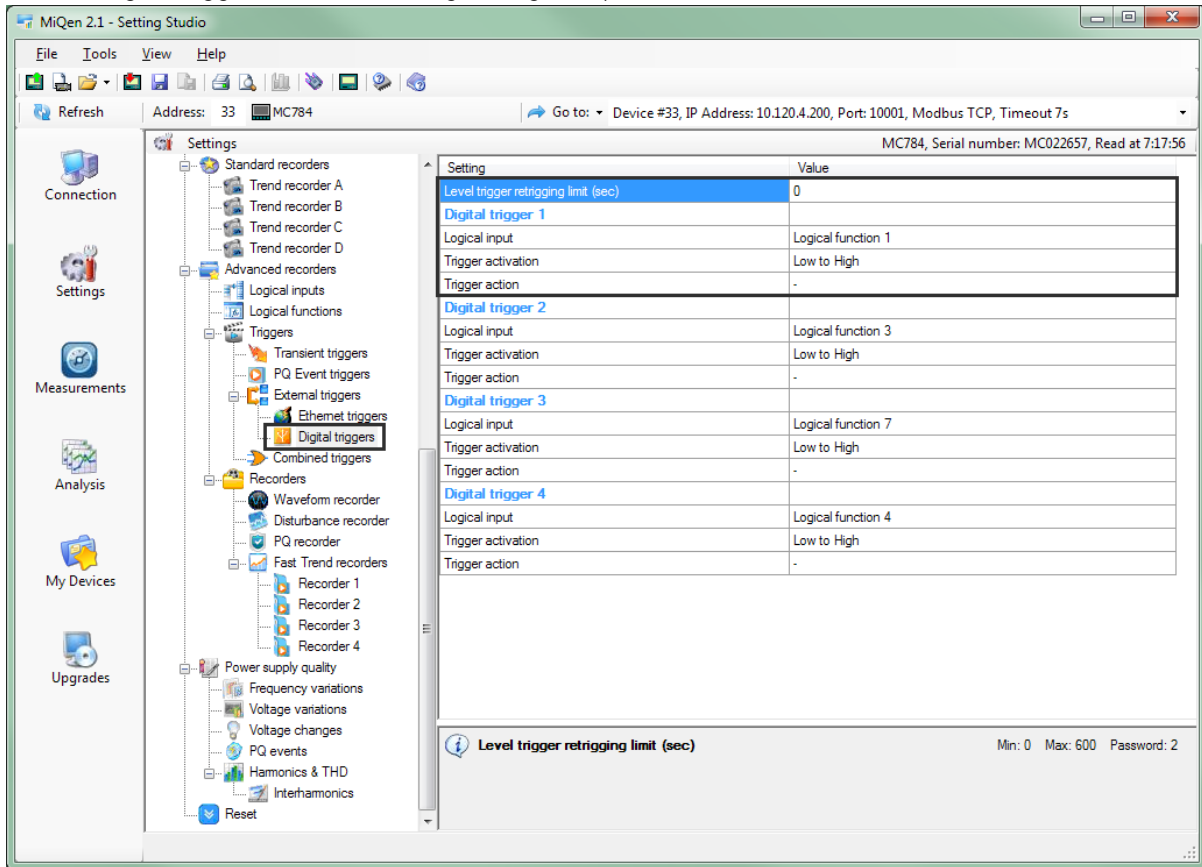 MiQen 2.1 - Setting Studio
File Tools View Help
Refresh Address: 33 MC784 Go to: Device #33, IP Address: 10.120.4.200, Port: 10001, Modbus TCP, Timeout 7s
Settings MC784, Serial number: MC022657, Read at 7:17:56
Connection
Settings
Measurements
Analysis
My Devices
Upgrades
Standard recorders
Trend recorder A
Trend recorder B
Trend recorder C
Trend recorder D
Advanced recorders
Logical inputs
Logical functions
Triggers
Transient triggers
PQ Event triggers
External triggers
Ethernet triggers
Digital triggers
Combined triggers
Recorders
Waveform recorder
Disturbance recorder
PQ recorder
Fast Trend recorders
Recorder 1
Recorder 2
Recorder 3
Recorder 4
Power supply quality
Frequency variations
Voltage variations
Voltage changes
PQ events
Harmonics & THD
Interharmonics
Reset
Setting Value
Level trigger retrigging limit (sec) 0
Digital trigger 1
Logical input Logical function 1
Trigger activation Low to High
Trigger action -
Digital trigger 2
Logical input Logical function 3
Trigger activation Low to High
Trigger action -
Digital trigger 3
Logical input Logical function 7
Trigger activation Low to High
Trigger action -
Digital trigger 4
Logical input Logical function 4
Trigger activation Low to High
Trigger action -
Level trigger retrigging limit (sec) Min: 0 Max: 600 Password: 2